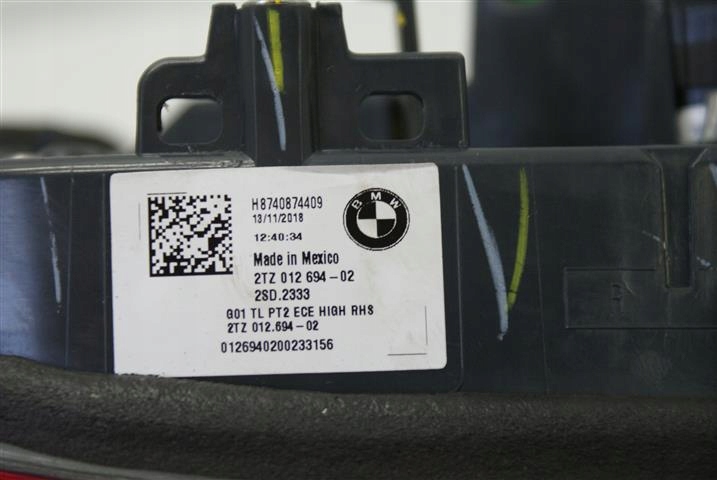 H8740874409
13/11/2018
BMW
12:40:34
Made in Mexico
2TZ 012 694-02
2SD.2333
G01 TL PT2 ECE HIGH RHS
2TZ 012.694-02
0126940200233156
R